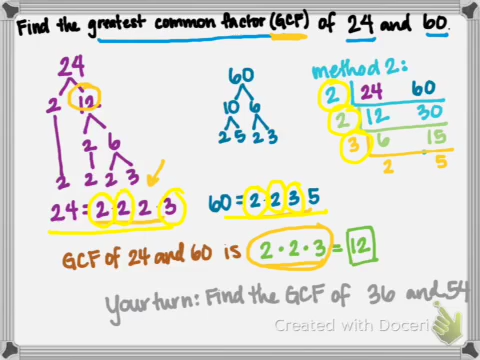 Find the greatest common factor (GCF) of 24 and 60.
24
2 12
2 6
2 2 2 3
24 = 2 · 2 · 2 · 3
60
10 6
2 5 2 3
60 = 2 · 2 · 3 · 5
method 2:
2 24 60
2 12 30
3 6 15
2 5
GCF of 24 and 60 is 2 · 2 · 3 = 12
Your turn: Find the GCF of 36 and 54
Created with Doceri